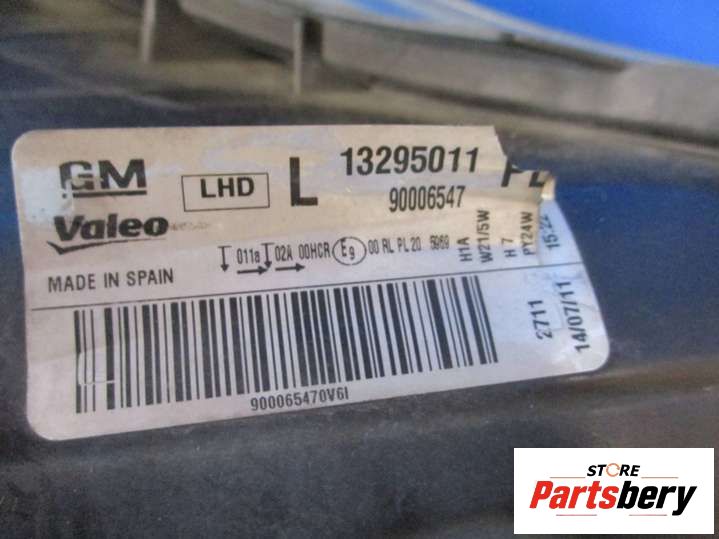 GM
LHD L 13295011
90006547
Valeo
011a 02A 00HCR E9 00 RL PL 20 5969
H1A
W21/5W
H7
PY24W
MADE IN SPAIN
2711
14/07/11
900065470V6I
STORE
Partsbery